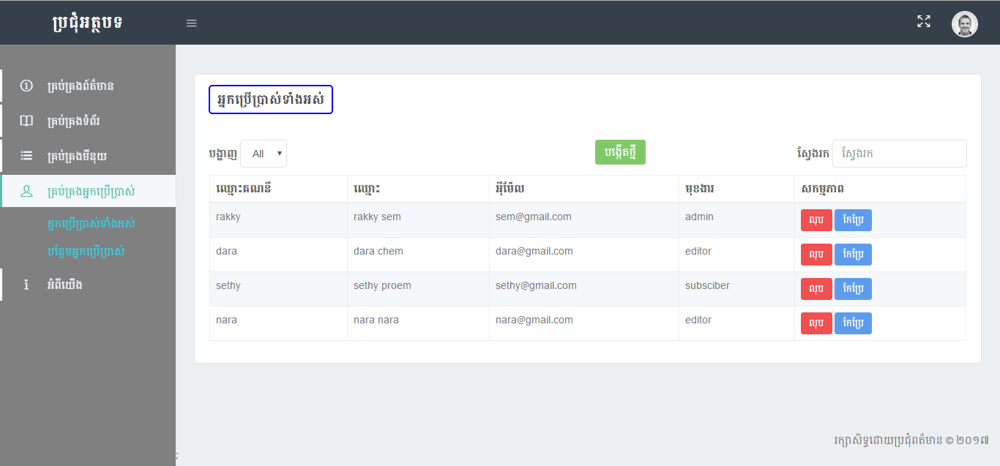 ប្រជុំអត្ថបទ
គ្រប់គ្រងព័ត៌មាន
គ្រប់គ្រងទំព័រ
គ្រប់គ្រងមីនុយ
គ្រប់គ្រងអ្នកប្រើប្រាស់
អ្នកប្រើប្រាស់ទាំងអស់
បន្ថែមអ្នកប្រើប្រាស់
អំពីយើង
អ្នកប្រើប្រាស់ទាំងអស់
បង្ហាញ All បង្កើតថ្មី ស្វែងរក ស្វែងរក
ឈ្មោះគណនី ឈ្មោះ អ៊ីម៉ែល មុខងារ សកម្មភាព
rakky rakky sem sem@gmail.com admin លុប កែប្រែ
dara dara chem dara@gmail.com editor លុប កែប្រែ
sethy sethy proem sethy@gmail.com subsciber លុប កែប្រែ
nara nara nara nara@gmail.com editor លុប កែប្រែ
រក្សាសិទ្ធដោយប្រជុំពត៌មាន © ២០១៧
;